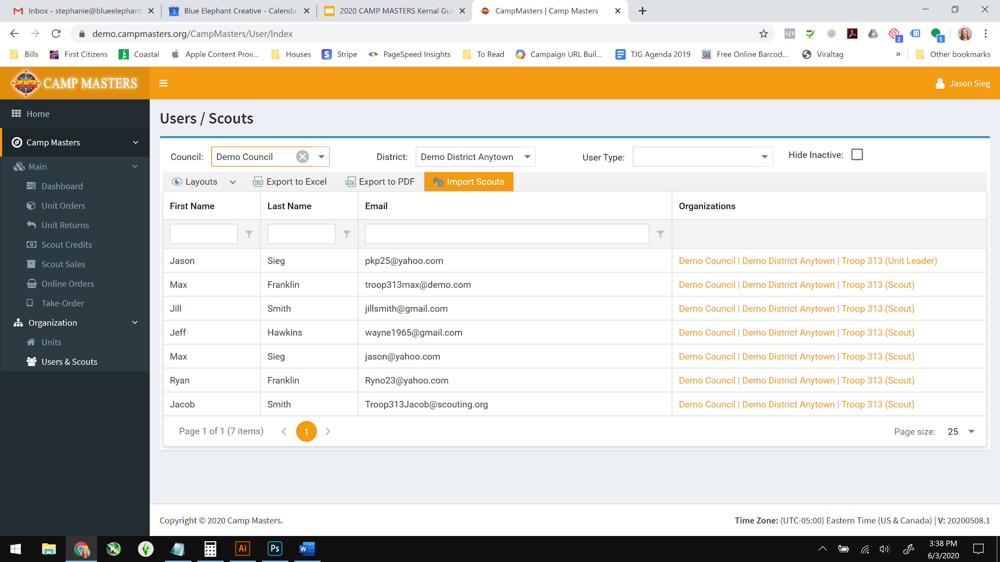 Inbox - stephanie@blueelephant
Blue Elephant Creative - Calenda
2020 CAMP MASTERS Kernal Gui
CampMasters | Camp Masters
demo.campmasters.org/CampMasters/User/Index
ABC
2
1
Bills
First Citizens
Coastal
Apple Content Prov...
Houses
Stripe
PageSpeed Insights
To Read
Campaign URL Buil...
TJG Agenda 2019
Free Online Barcod...
Viraltag
»
Other bookmarks
CAMP MASTERS
CAMP MASTERS
Jason Sieg
Home
Camp Masters
Main
Dashboard
Unit Orders
Unit Returns
Scout Credits
Scout Sales
Online Orders
Take-Order
Organization
Units
Users & Scouts
Users / Scouts
Council: Demo Council
District: Demo District Anytown
User Type:
Hide Inactive:
Layouts
XLSX Export to Excel
PDF Export to PDF
Import Scouts
First Name Last Name Email Organizations
Jason Sieg pkp25@yahoo.com Demo Council | Demo District Anytown | Troop 313 (Unit Leader)
Max Franklin troop313max@demo.com Demo Council | Demo District Anytown | Troop 313 (Scout)
Jill Smith jillsmith@gmail.com Demo Council | Demo District Anytown | Troop 313 (Scout)
Jeff Hawkins wayne1965@gmail.com Demo Council | Demo District Anytown | Troop 313 (Scout)
Max Sieg jason@yahoo.com Demo Council | Demo District Anytown | Troop 313 (Scout)
Ryan Franklin Ryno23@yahoo.com Demo Council | Demo District Anytown | Troop 313 (Scout)
Jacob Smith Troop313Jacob@scouting.org Demo Council | Demo District Anytown | Troop 313 (Scout)
Page 1 of 1 (7 items)
1
Page size: 25
Copyright © 2020 Camp Masters.
Time Zone: (UTC-05:00) Eastern Time (US & Canada) | V: 20200508.1
Ai
Ps
W
3:38 PM
6/3/2020